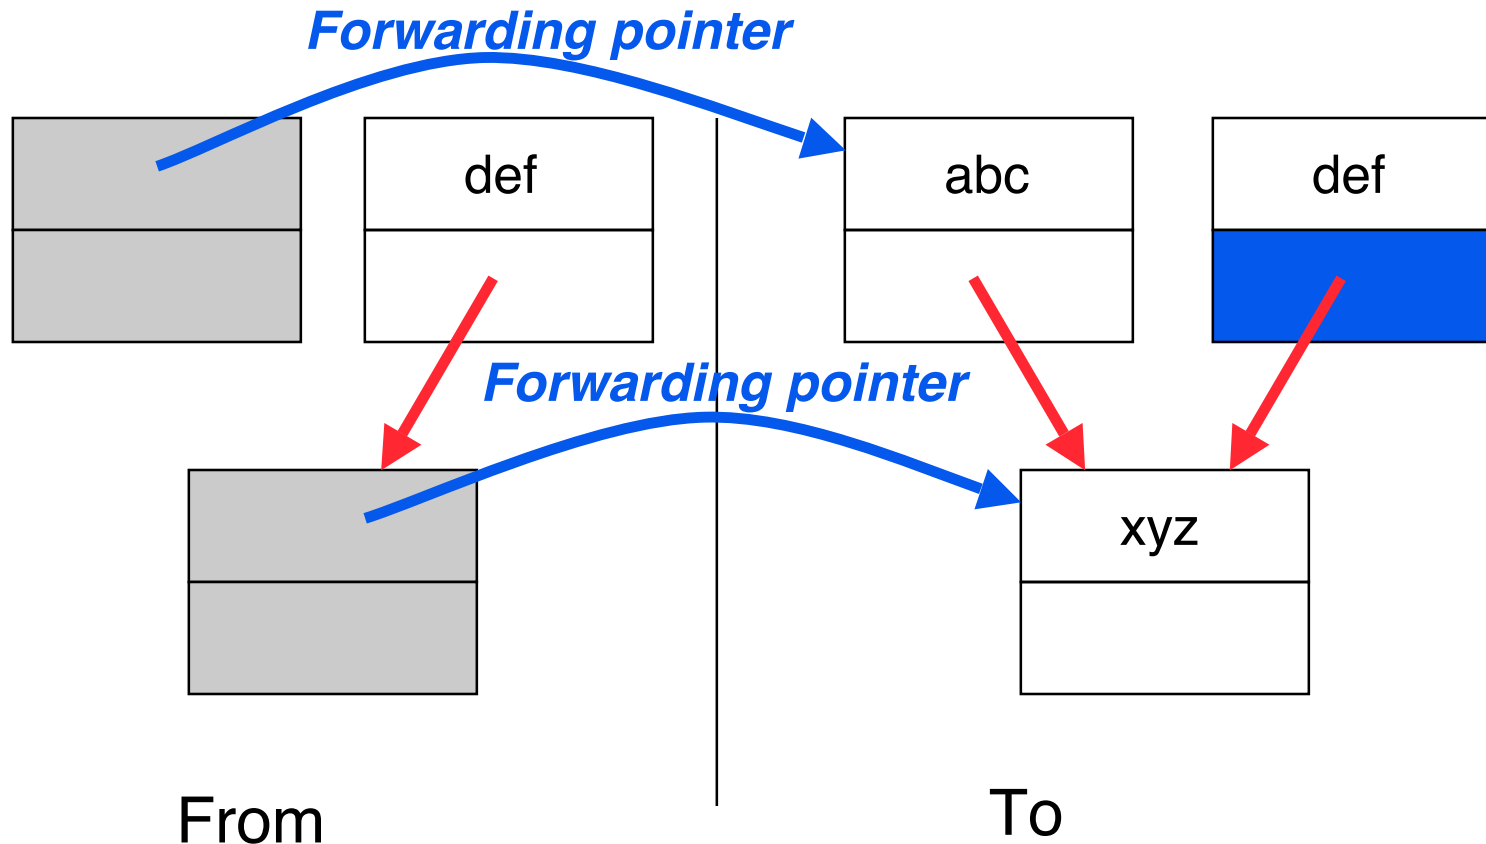 Forwarding pointer
def
abc
def
Forwarding pointer
xyz
From
To